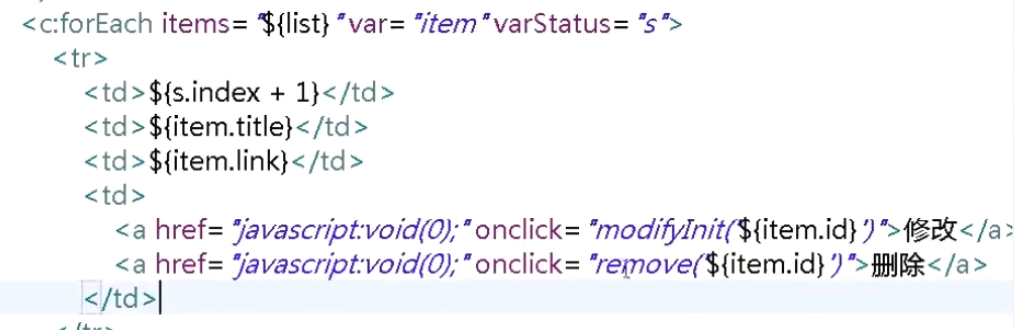 <c:forEach items="${list}" var="item" varStatus="s">
<tr>
<td>${s.index + 1}</td>
<td>${item.title}</td>
<td>${item.link}</td>
<td>
<a href="javascript:void(0);" onclick="modifyInit('${item.id}')">修改</a>
<a href="javascript:void(0);" onclick="remove('${item.id}')">删除</a>
</td>
</tr>